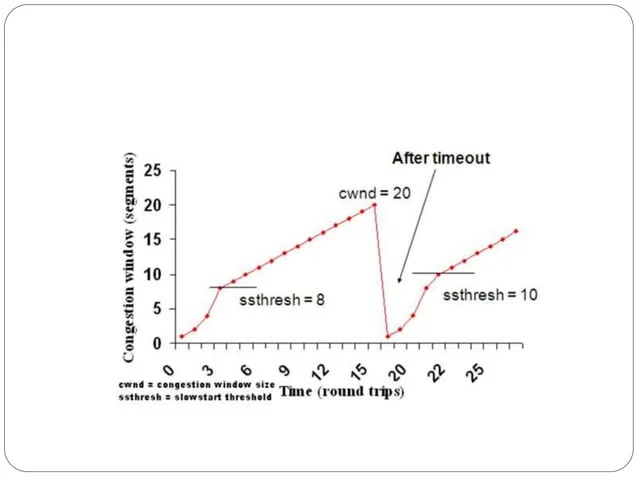 After timeout
cwnd = 20
ssthresh = 8
ssthresh = 10
Congestion window (segments)
25
20
15
10
5
0
0 3 6 9 12 15 20 22 25
Time (round trips)
cwnd = congestion window size
ssthresh = slowstart threshold